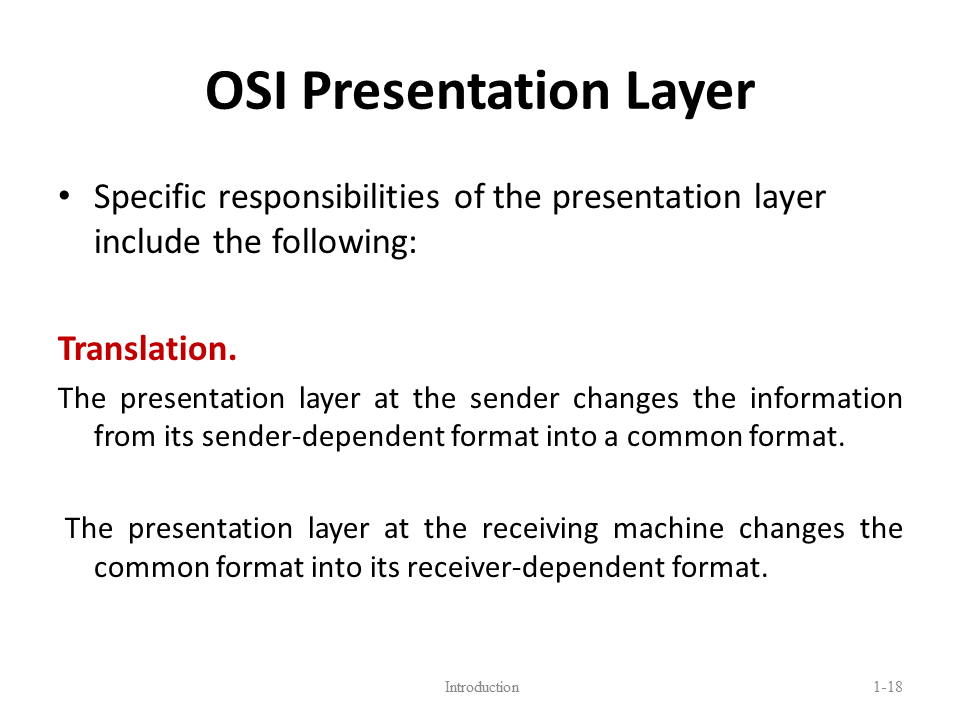 OSI Presentation Layer
• Specific responsibilities of the presentation layer
include the following:
Translation.
The presentation layer at the sender changes the information
from its sender-dependent format into a common format.
The presentation layer at the receiving machine changes the
common format into its receiver-dependent format.
Introduction
1-18